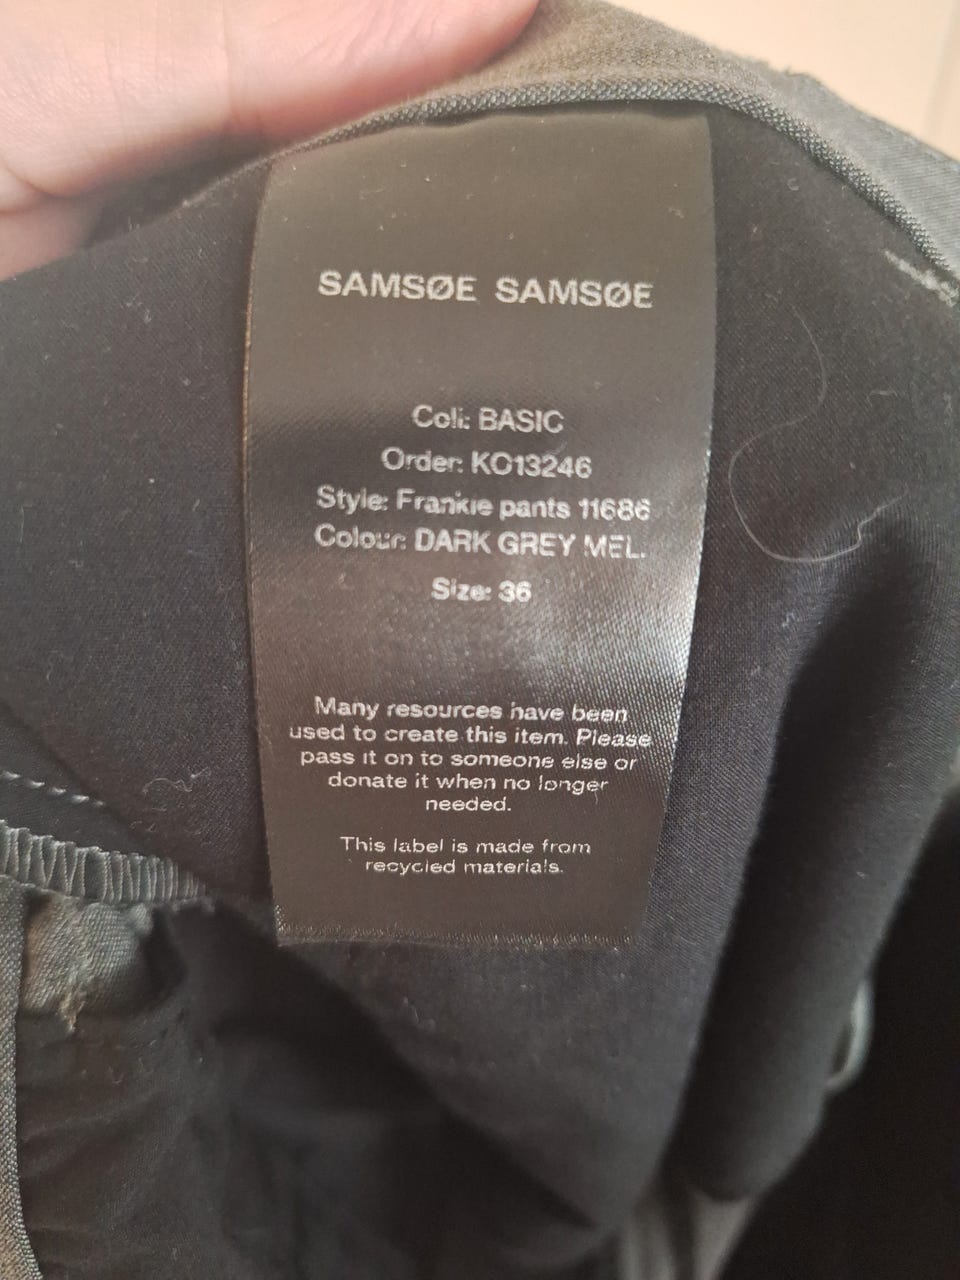 SAMSØE SAMSØE
Coli: BASIC
Order: KO13246
Style: Frankie pants 11686
Colour: DARK GREY MEL.
Size: 36
Many resources have been
used to create this item. Please
pass it on to someone else or
donate it when no longer
needed.
This label is made from
recycled materials.